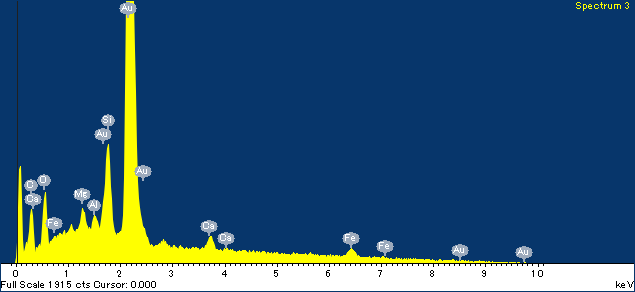 Spectrum 3
Au
Si
Au
Au
O
O
Ca
Mg
Al
Fe
Ca
Ca
Fe
Fe
Au
Au
0 1 2 3 4 5 6 7 8 9 10
Full Scale 1915 cts Cursor: 0.000 keV